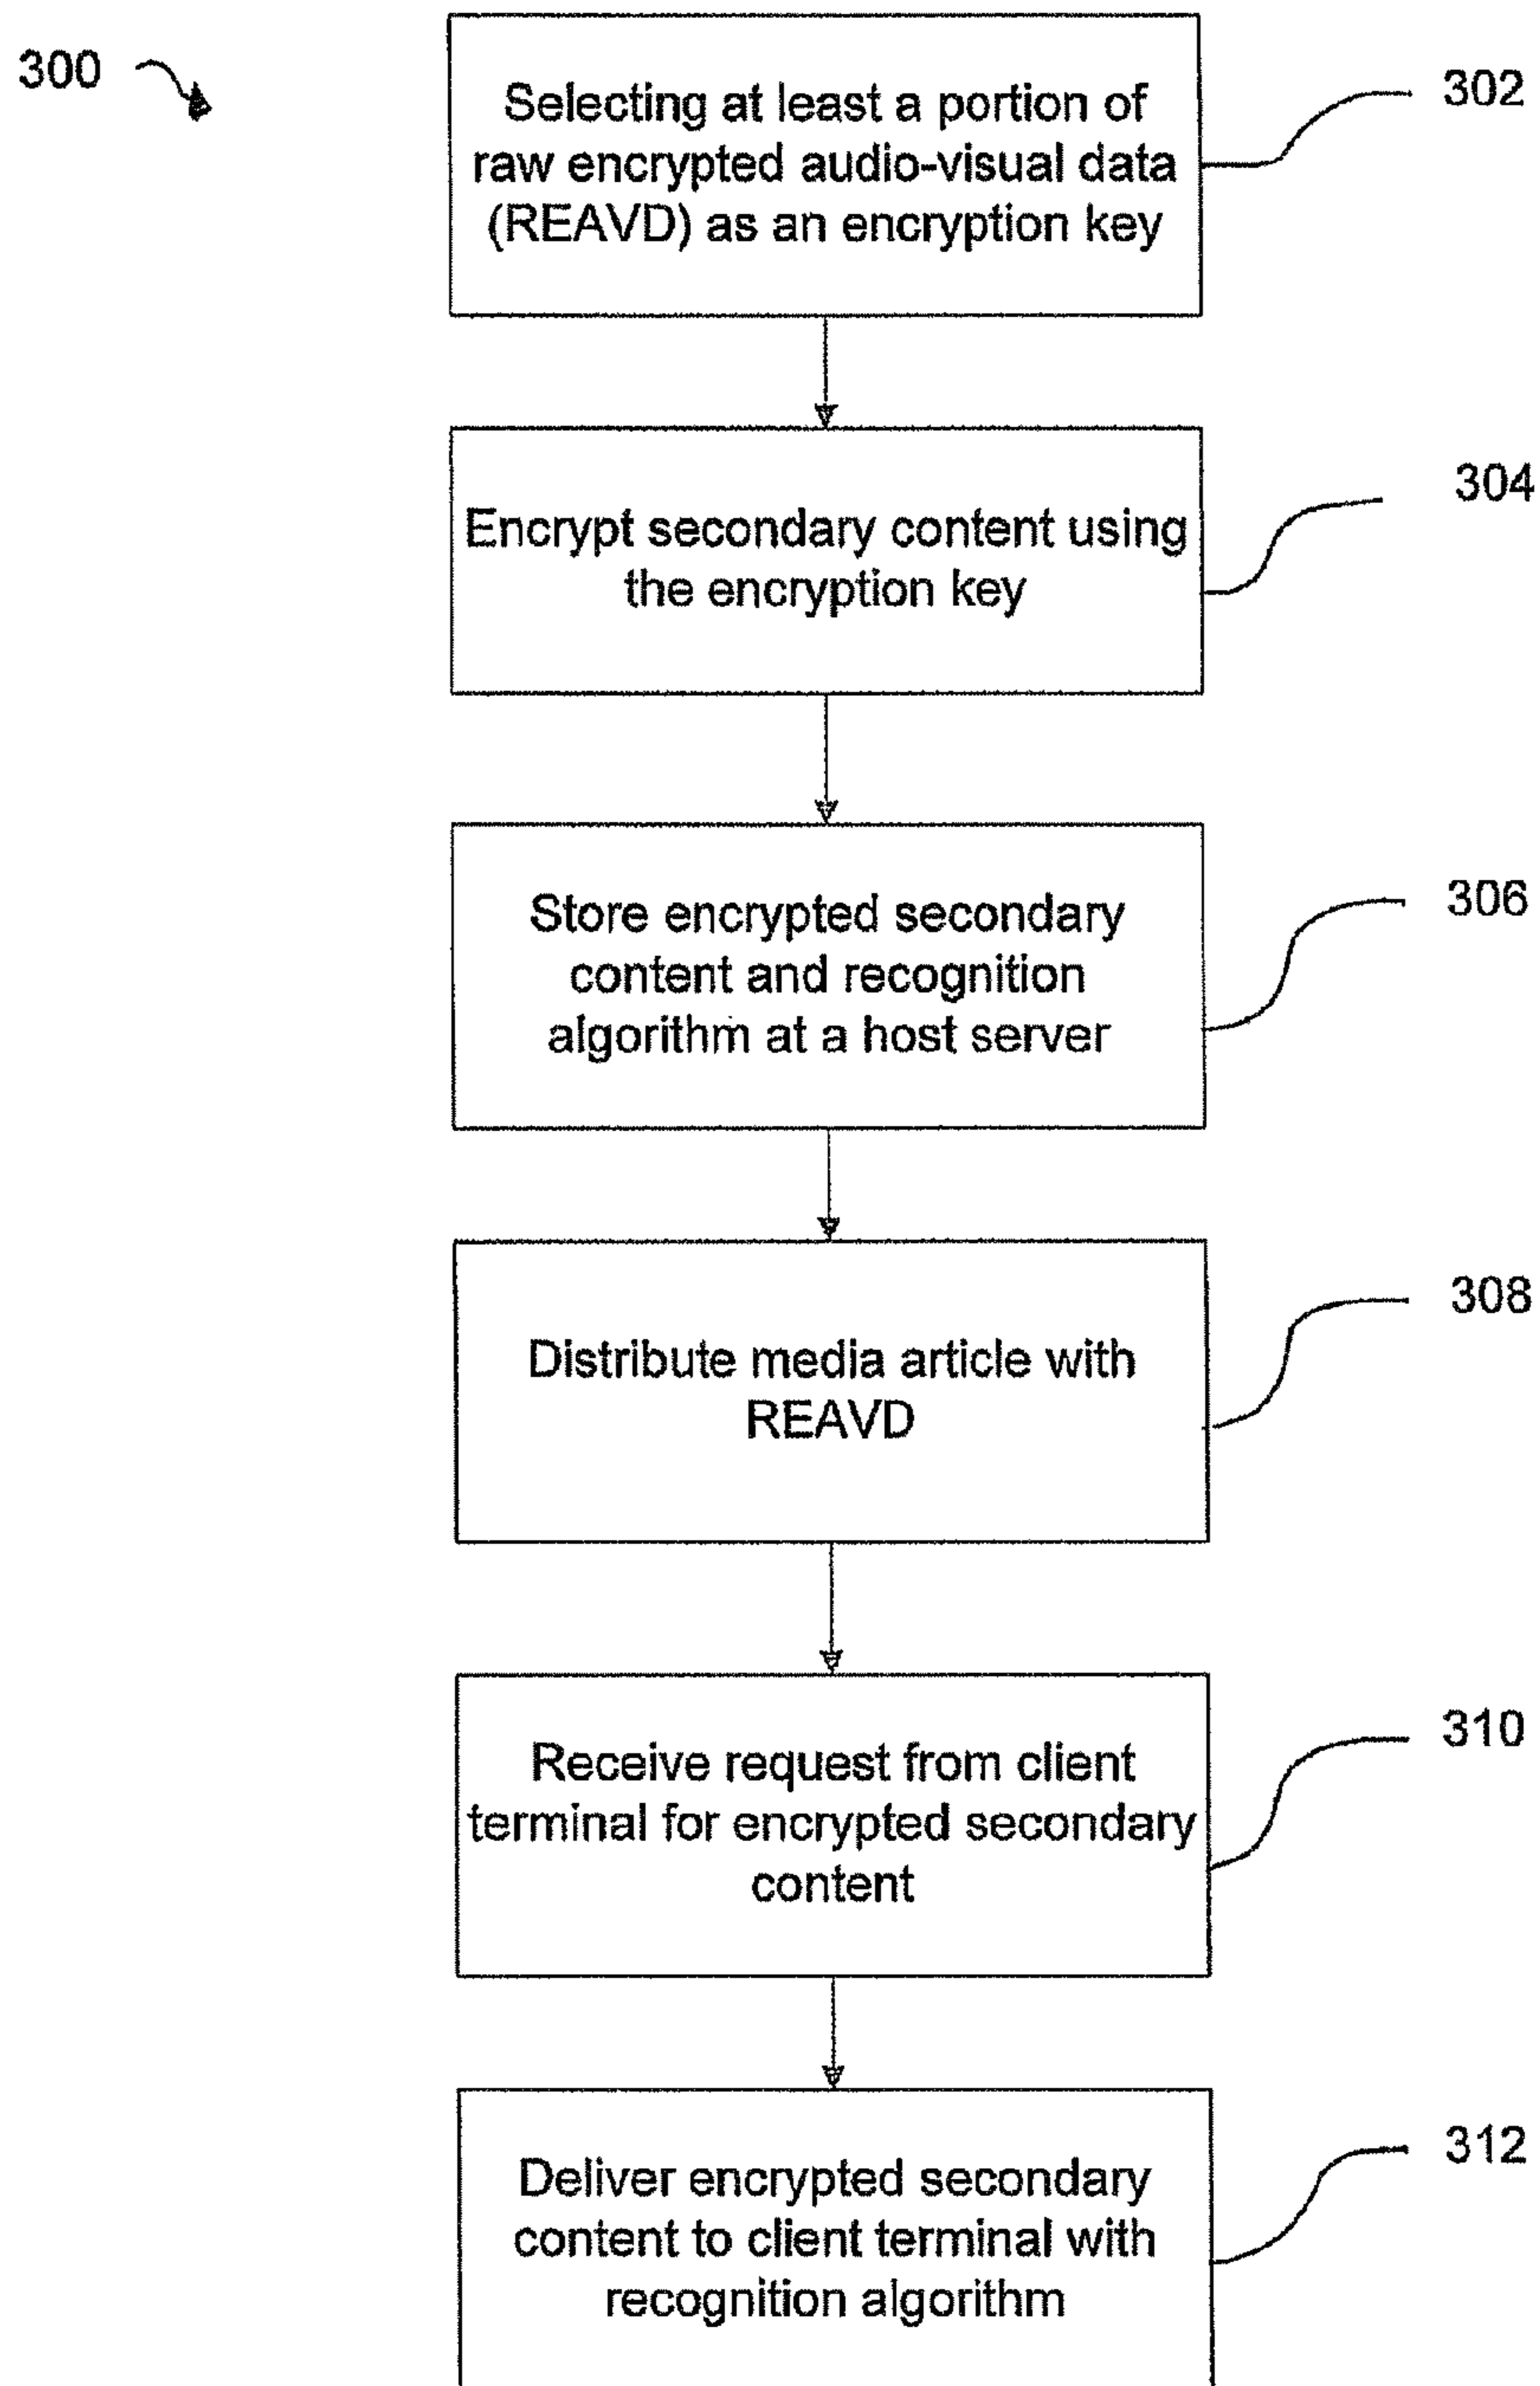 300
Selecting at least a portion of
raw encrypted audio-visual data
(REAVD) as an encryption key
302
Encrypt secondary content using
the encryption key
304
Store encrypted secondary
content and recognition
algorithm at a host server
306
Distribute media article with
REAVD
308
Receive request from client
terminal for encrypted secondary
content
310
Deliver encrypted secondary
content to client terminal with
recognition algorithm
312